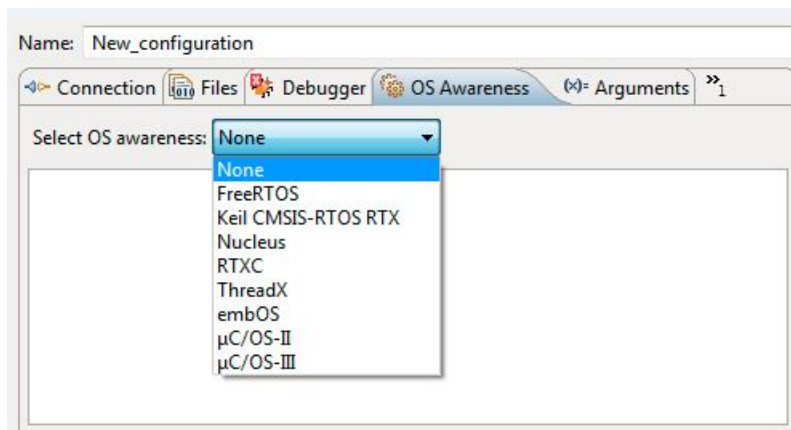 Name: New_configuration
Connection Files Debugger OS Awareness (x)= Arguments »1
Select OS awareness: None
None
FreeRTOS
Keil CMSIS-RTOS RTX
Nucleus
RTXC
ThreadX
embOS
µC/OS-II
µC/OS-III